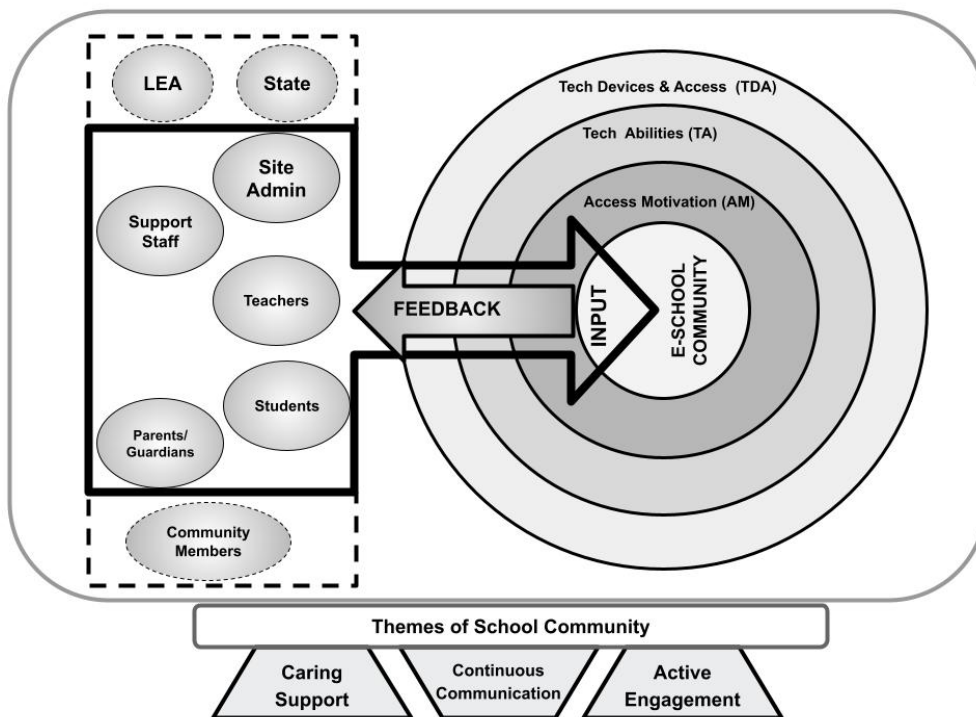 LEA
State
Site
Admin
Support
Staff
Teachers
Students
Parents/
Guardians
Community
Members
Tech Devices & Access (TDA)
Tech Abilities (TA)
Access Motivation (AM)
FEEDBACK
INPUT
E-SCHOOL
COMMUNITY
Themes of School Community
Caring
Support
Continuous
Communication
Active
Engagement